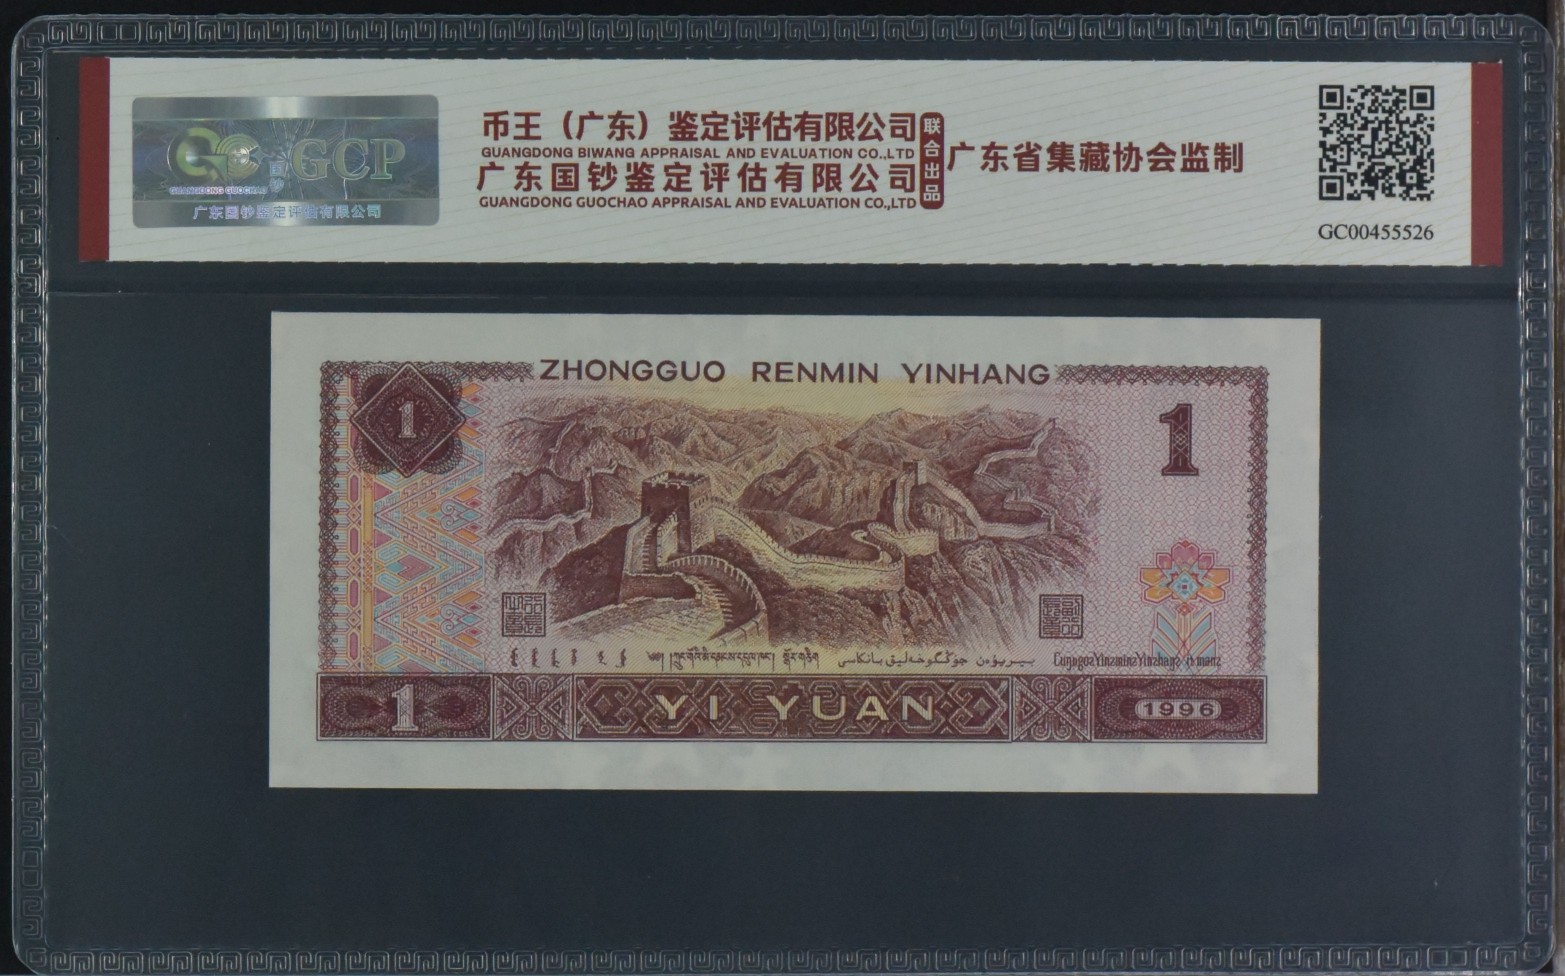 GCP
GUANGDONG GUOCHAO
广东国钞鉴定评估有限公司
币王（广东）鉴定评估有限公司
GUANGDONG BIWANG APPRAISAL AND EVALUATION CO.,LTD
广东国钞鉴定评估有限公司
GUANGDONG GUOCHAO APPRAISAL AND EVALUATION CO.,LTD
联合出品
广东省集藏协会监制
GC00455526
ZHONGGUO RENMIN YINHANG
1
1
1 YI YUAN 1996